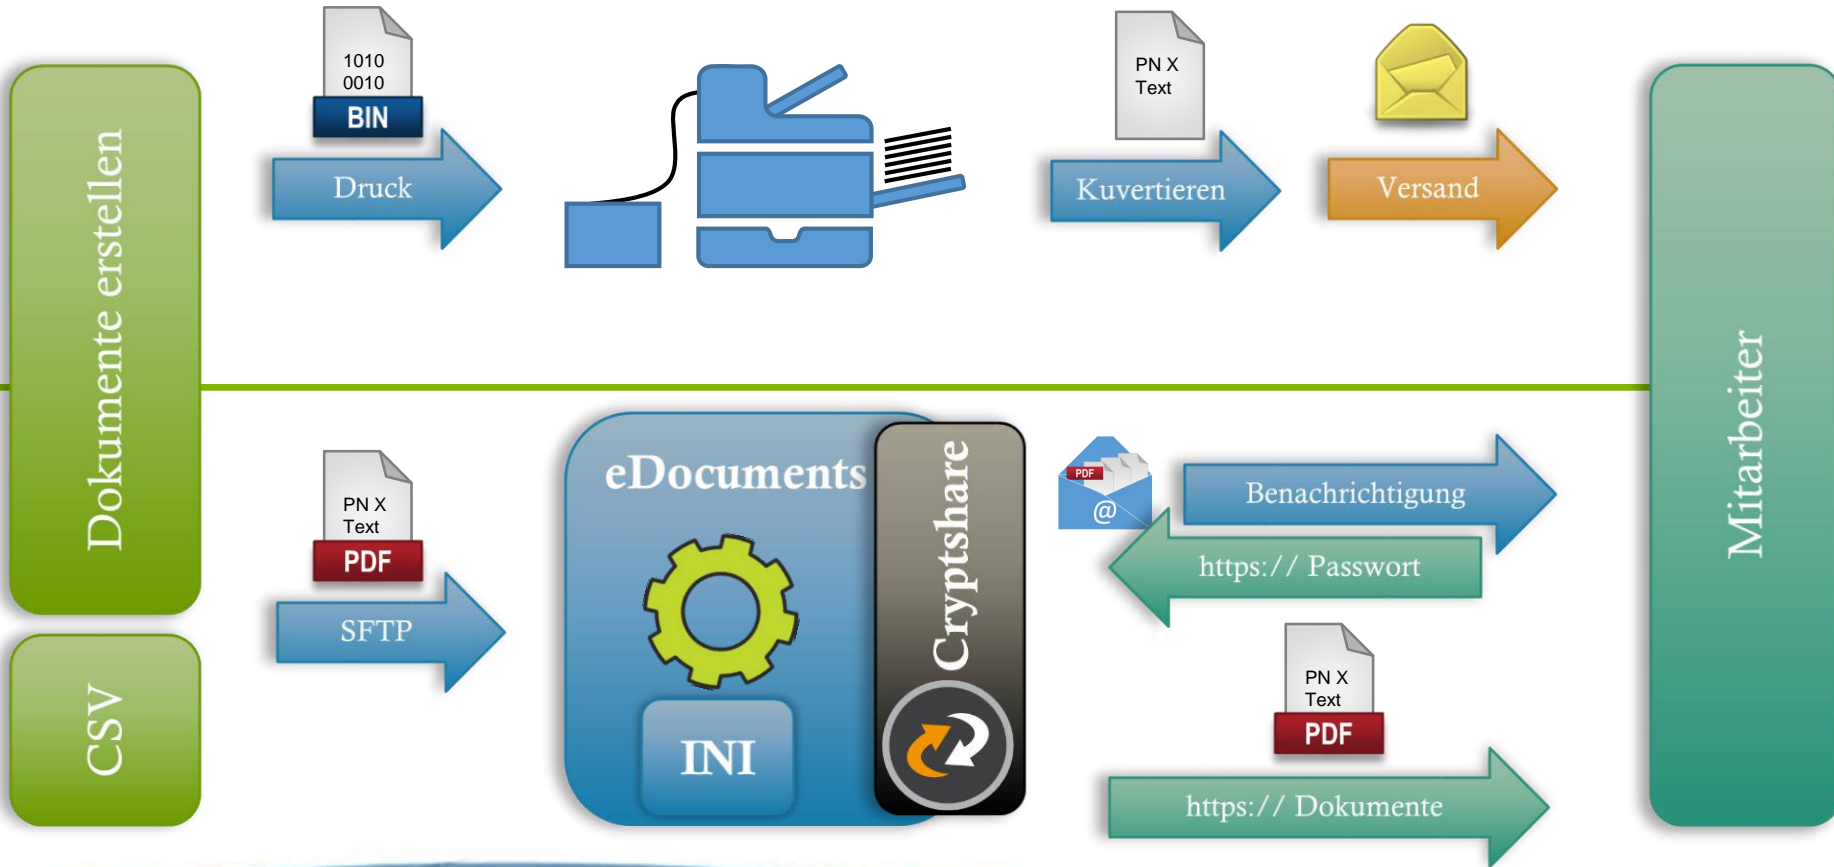 Dokumente erstellen
1010
0010
BIN
Druck
PN X
Text
Kuvertieren
Versand
Mitarbeiter
CSV
PN X
Text
PDF
SFTP
eDocuments
INI
Cryptshare
PDF
@
Benachrichtigung
https:// Passwort
PN X
Text
PDF
https:// Dokumente